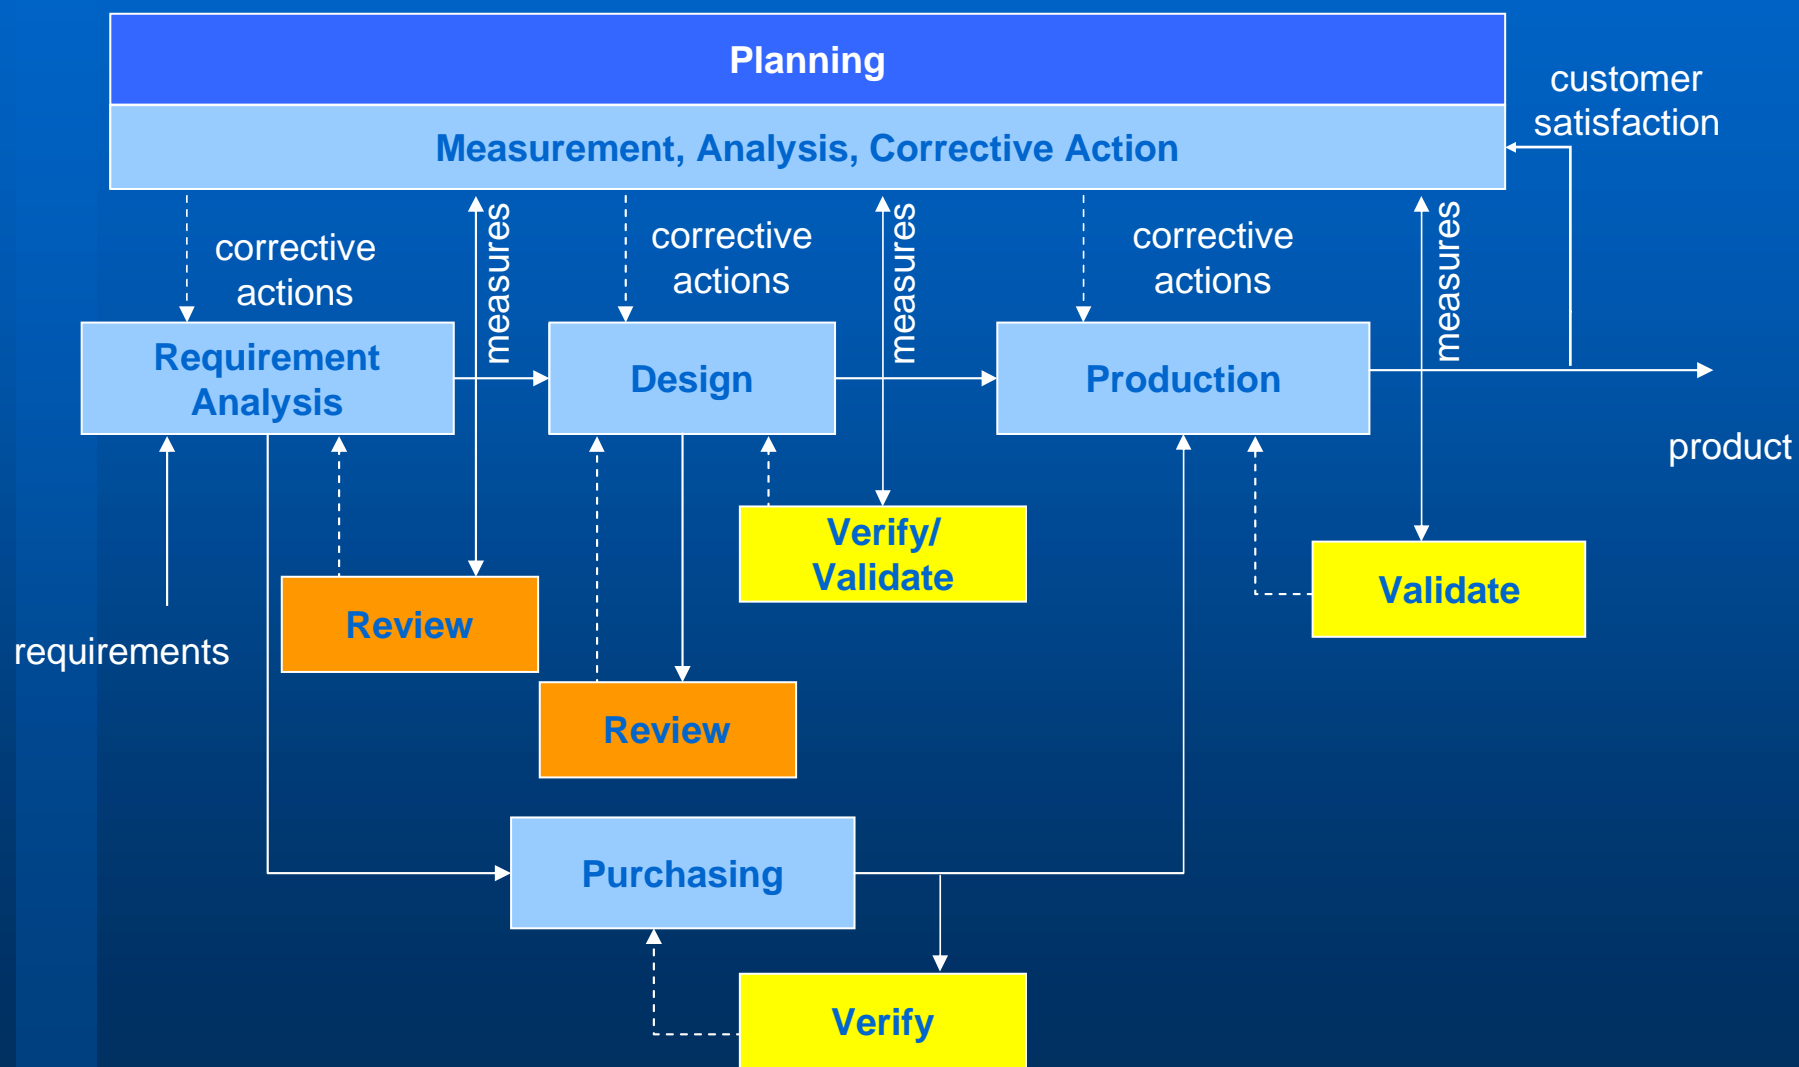 Planning
customer
satisfaction
Measurement, Analysis, Corrective Action
corrective
actions
measures
corrective
actions
measures
corrective
actions
measures
Requirement
Analysis
Design
Production
product
Verify/
Validate
Validate
Review
requirements
Review
Purchasing
Verify